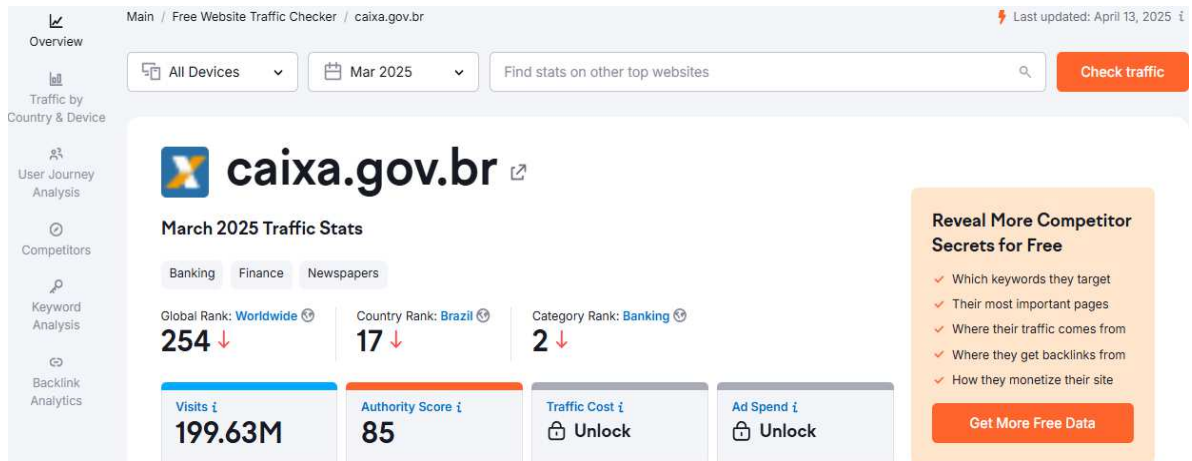 Main / Free Website Traffic Checker / caixa.gov.br
Last updated: April 13, 2025 i
Overview
Traffic by
Country & Device
User Journey
Analysis
Competitors
Keyword
Analysis
Backlink
Analytics
All Devices
Mar 2025
Find stats on other top websites
Check traffic
caixa.gov.br
March 2025 Traffic Stats
Banking Finance Newspapers
Global Rank: Worldwide
254 ↓
Country Rank: Brazil
17 ↓
Category Rank: Banking
2 ↓
Visits i
199.63M
Authority Score i
85
Traffic Cost i
Unlock
Ad Spend i
Unlock
Reveal More Competitor
Secrets for Free
Which keywords they target
Their most important pages
Where their traffic comes from
Where they get backlinks from
How they monetize their site
Get More Free Data